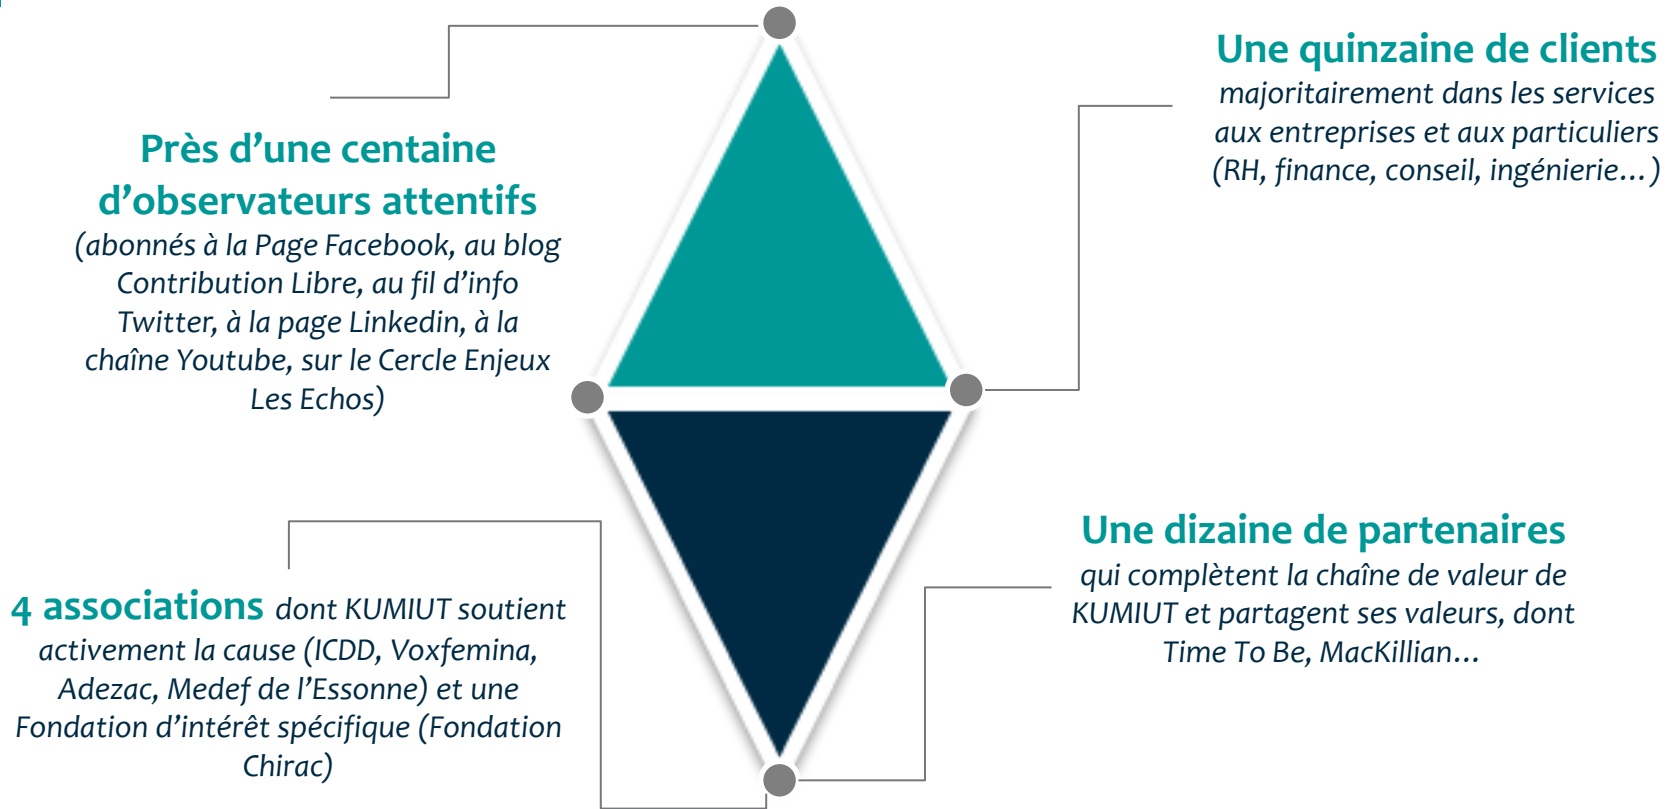 Près d’une centaine
d’observateurs attentifs
(abonnés à la Page Facebook, au blog
Contribution Libre, au fil d’info
Twitter, à la page Linkedin, à la
chaîne Youtube, sur le Cercle Enjeux
Les Echos)
Une quinzaine de clients
majoritairement dans les services
aux entreprises et aux particuliers
(RH, finance, conseil, ingénierie…)
4 associations dont KUMIUT soutient
activement la cause (ICDD, Voxfemina,
Adezac, Medef de l’Essonne) et une
Fondation d’intérêt spécifique (Fondation
Chirac)
Une dizaine de partenaires
qui complètent la chaîne de valeur de
KUMIUT et partagent ses valeurs, dont
Time To Be, MacKillian…